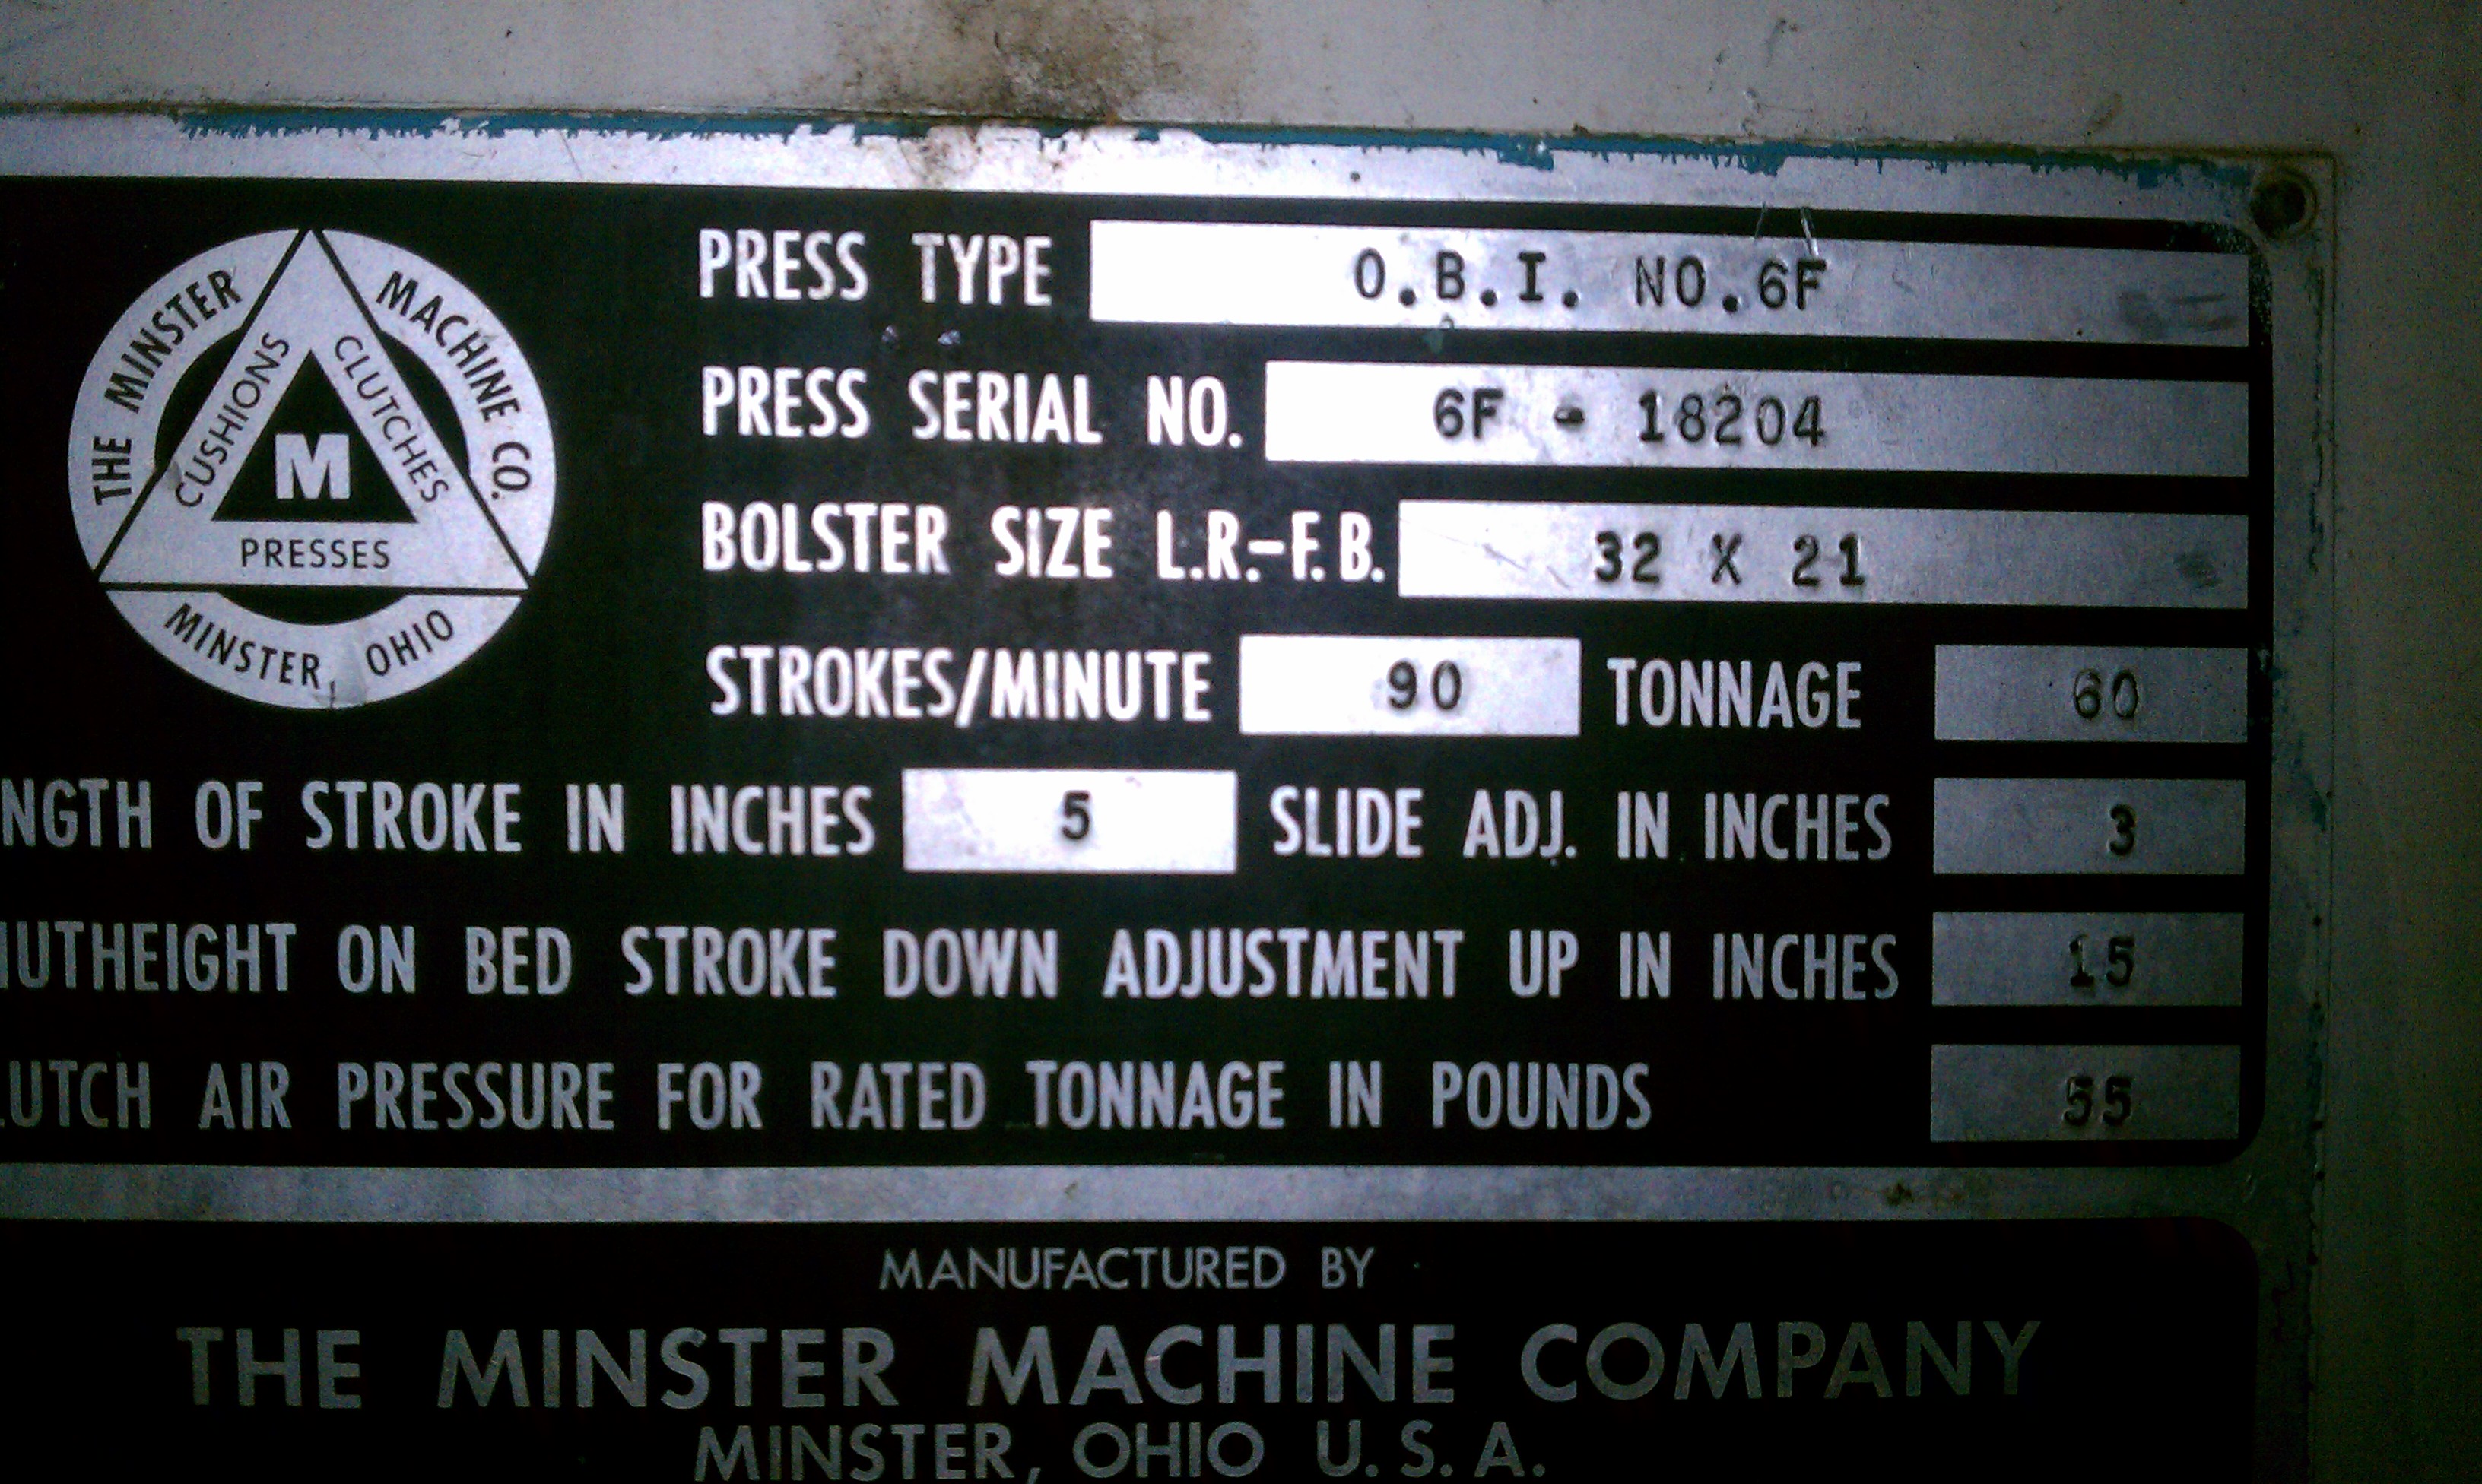 THE MINSTER MACHINE CO.
CUSHIONS
CLUTCHES
M
PRESSES
MINSTER, OHIO
PRESS TYPE O.B.I. NO.6F
PRESS SERIAL NO. 6F - 18204
BOLSTER SIZE L.R.-F.B. 32 X 21
STROKES/MINUTE 90 TONNAGE 60
NGTH OF STROKE IN INCHES 5 SLIDE ADJ. IN INCHES 3
HUTHEIGHT ON BED STROKE DOWN ADJUSTMENT UP IN INCHES 15
LUTCH AIR PRESSURE FOR RATED TONNAGE IN POUNDS 55
MANUFACTURED BY
THE MINSTER MACHINE COMPANY
MINSTER, OHIO U.S.A.